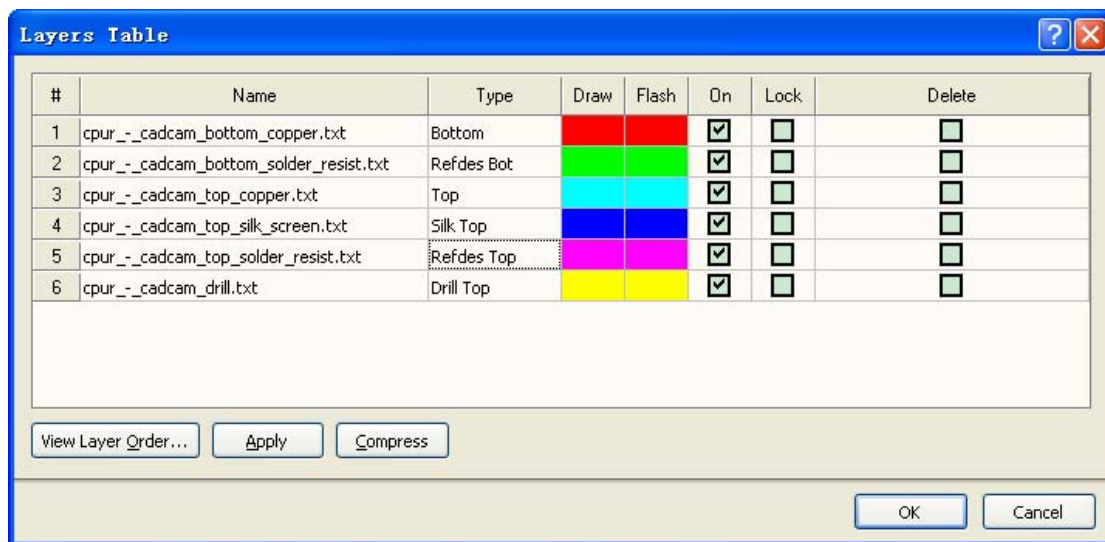 Layers Table
# Name Type Draw Flash On Lock Delete
1 cpur_-_cadcam_bottom_copper.txt Bottom
2 cpur_-_cadcam_bottom_solder_resist.txt Refdes Bot
3 cpur_-_cadcam_top_copper.txt Top
4 cpur_-_cadcam_top_silk_screen.txt Silk Top
5 cpur_-_cadcam_top_solder_resist.txt Refdes Top
6 cpur_-_cadcam_drill.txt Drill Top
View Layer Order... Apply Compress
OK Cancel